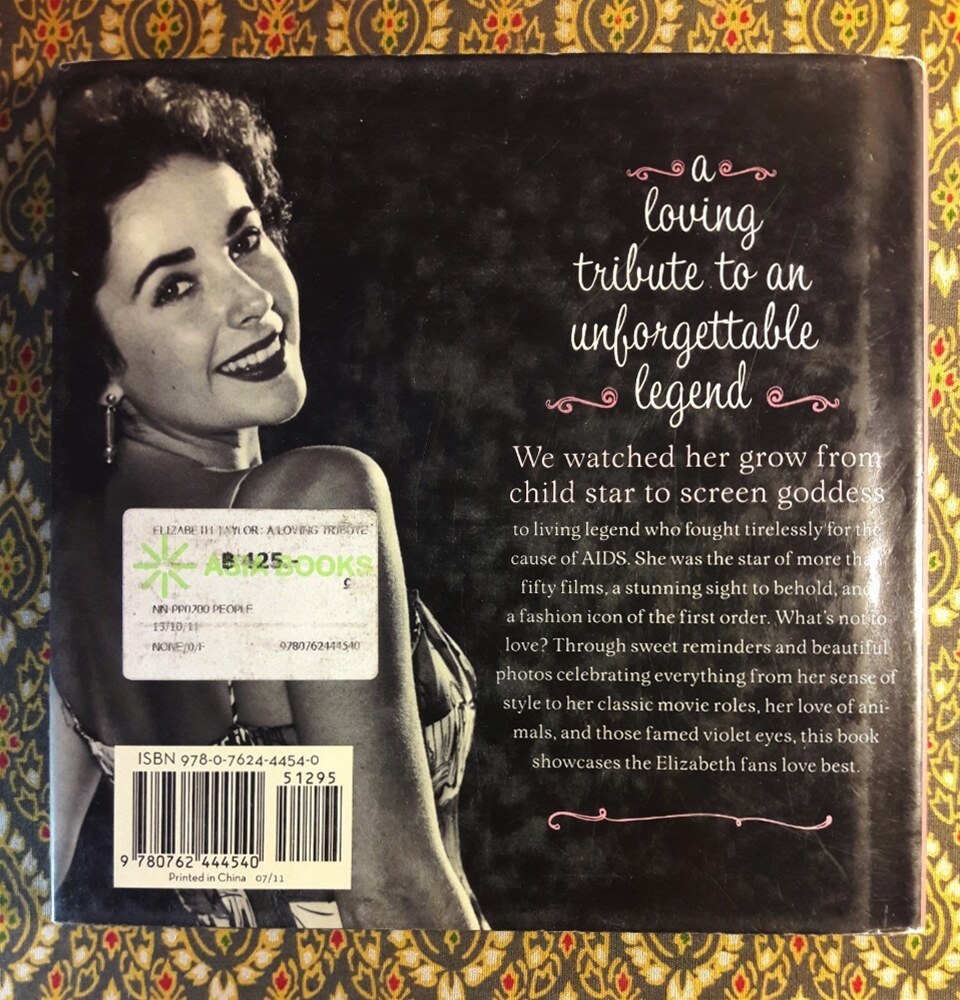 a
loving
tribute to an
unforgettable
legend
We watched her grow from
child star to screen goddess
to living legend who fought tirelessly for the
cause of AIDS. She was the star of more than
fifty films, a stunning sight to behold, and
a fashion icon of the first order. What's not to
love? Through sweet reminders and beautiful
photos celebrating everything from her sense of
style to her classic movie roles, her love of ani-
mals, and those famed violet eyes, this book
showcases the Elizabeth fans love best.
ELIZABETH TAYLOR: A LOVING TRIBUTE
฿ 425.-
ASIA BOOKS
c
NN-PP0700 PEOPLE
13/10/11
NONE/0/F 9780762444540
ISBN 978-0-7624-4454-0
51295
9 780762 444540
Printed in China 07/11